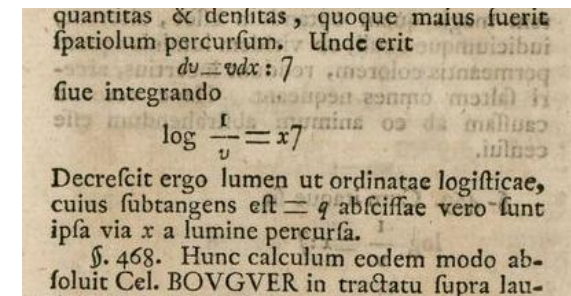 quantitas, & denſitas, quoque maius fuerit
ſpatiolum percurſum. Unde erit
dv = vdx : 7
ſiue integrando
log 1/v = x7
Decreſcit ergo lumen ut ordinatae logiſticae,
cuius ſubtangens eſt = q abſciſſae vero ſunt
ipſa via x a lumine percurſa.
§. 468. Hunc calculum eodem modo ab-
ſoluit Cel. BOVGVER in tractatu ſupra lau-